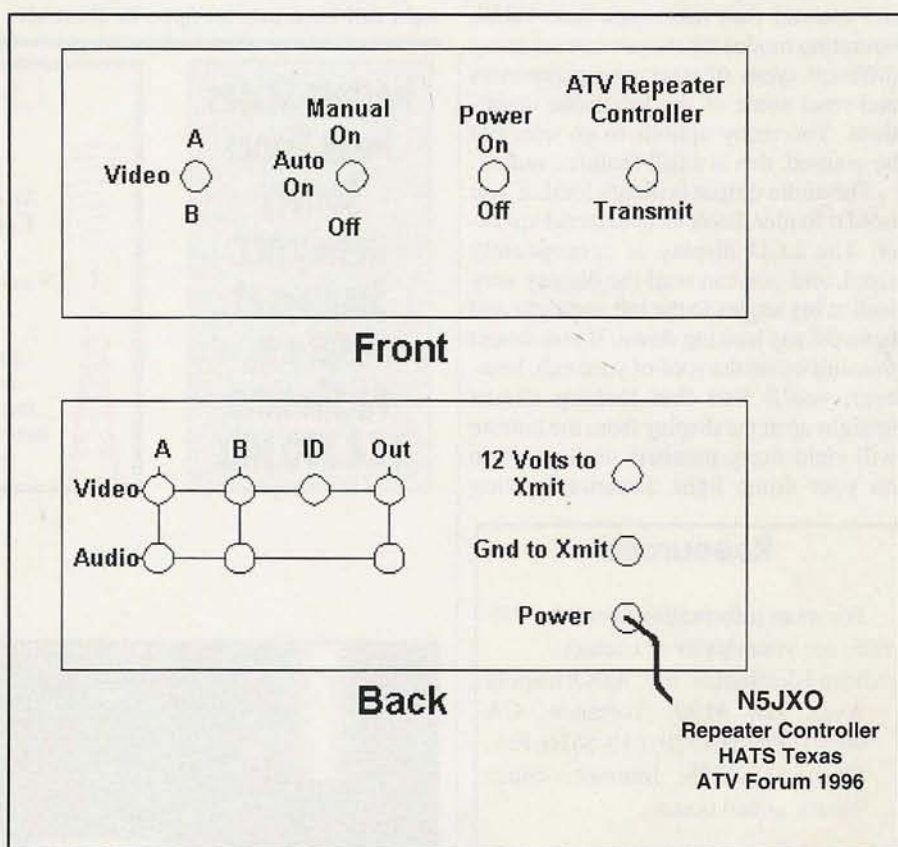 ATV Repeater
Controller
Manual
On
Power
On
A
Video
Auto
On
B
Off
Off
Transmit
Front
A B ID Out
Video
Audio
12 Volts to
Xmit
Gnd to Xmit
Power
Back
N5JXO
Repeater Controller
HATS Texas
ATV Forum 1996